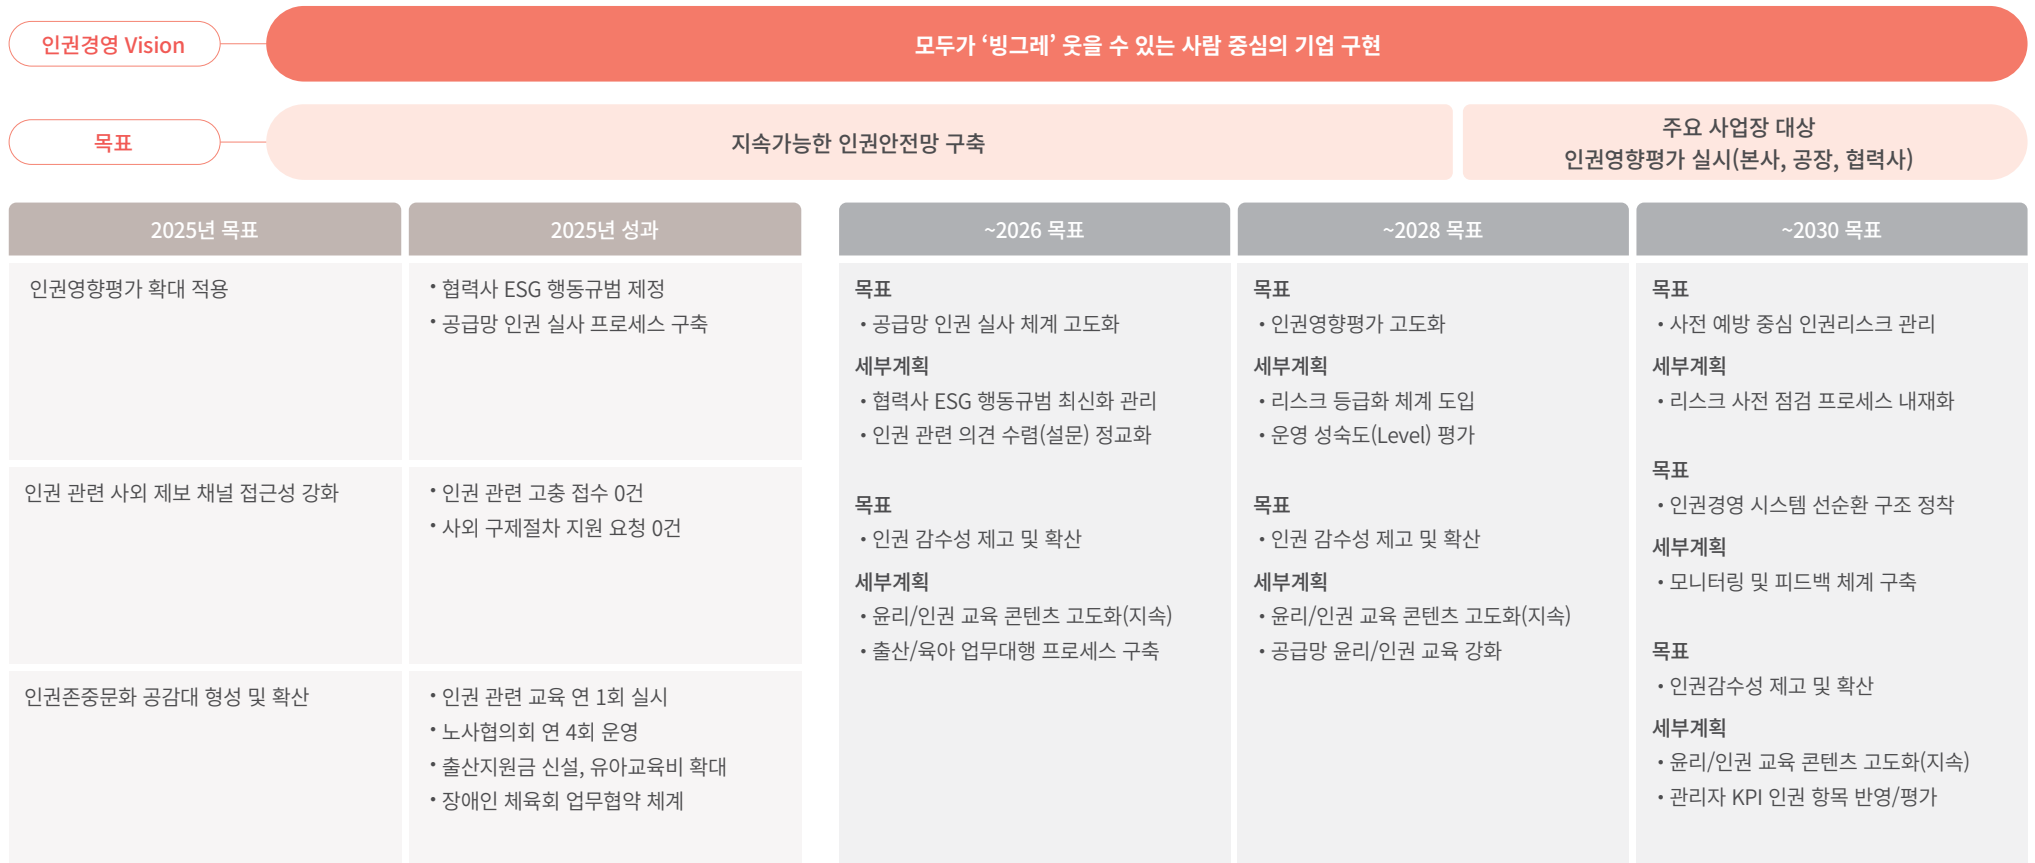 인권경영 Vision
모두가 ‘빙그레’ 웃을 수 있는 사람 중심의 기업 구현
목표
지속가능한 인권안전망 구축
주요 사업장 대상
인권영향평가 실시(본사, 공장, 협력사)
2025년 목표
2025년 성과
인권영향평가 확대 적용
• 협력사 ESG 행동규범 제정
• 공급망 인권 실사 프로세스 구축
인권 관련 사외 제보 채널 접근성 강화
• 인권 관련 고충 접수 0건
• 사외 구제절차 지원 요청 0건
인권존중문화 공감대 형성 및 확산
• 인권 관련 교육 연 1회 실시
• 노사협의회 연 4회 운영
• 출산지원금 신설, 유아교육비 확대
• 장애인 체육회 업무협약 체계
~2026 목표
목표
• 공급망 인권 실사 체계 고도화
세부계획
• 협력사 ESG 행동규범 최신화 관리
• 인권 관련 의견 수렴(설문) 정교화
목표
• 인권 감수성 제고 및 확산
세부계획
• 윤리/인권 교육 콘텐츠 고도화(지속)
• 출산/육아 업무대행 프로세스 구축
~2028 목표
목표
• 인권영향평가 고도화
세부계획
• 리스크 등급화 체계 도입
• 운영 성숙도(Level) 평가
목표
• 인권 감수성 제고 및 확산
세부계획
• 윤리/인권 교육 콘텐츠 고도화(지속)
• 공급망 윤리/인권 교육 강화
~2030 목표
목표
• 사전 예방 중심 인권리스크 관리
세부계획
• 리스크 사전 점검 프로세스 내재화
목표
• 인권경영 시스템 선순환 구조 정착
세부계획
• 모니터링 및 피드백 체계 구축
목표
• 인권감수성 제고 및 확산
세부계획
• 윤리/인권 교육 콘텐츠 고도화(지속)
• 관리자 KPI 인권 항목 반영/평가